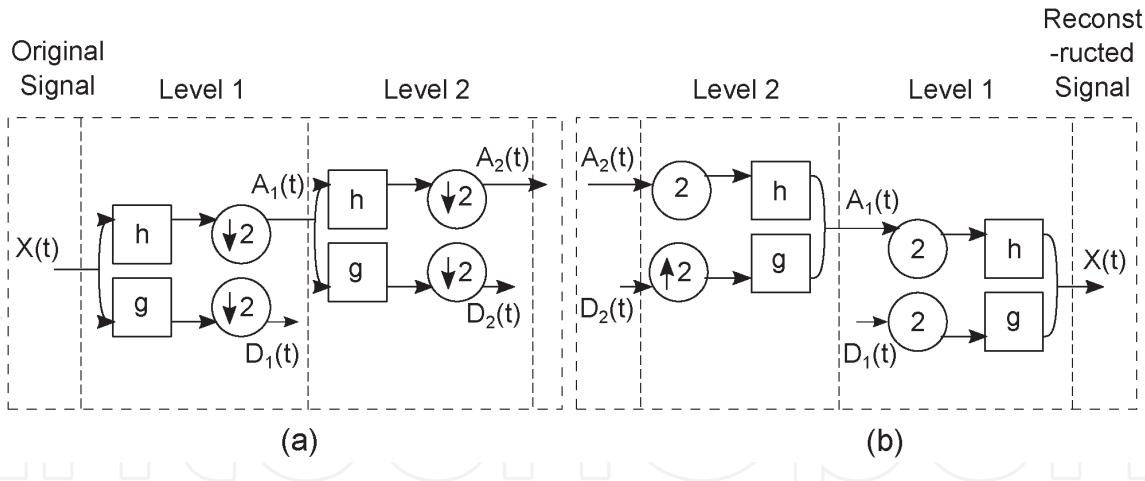 Original
Signal
Level 1
Level 2
X(t)
h
↓2
A₁(t)
g
↓2
D₁(t)
h
↓2
A₂(t)
g
↓2
D₂(t)
(a)
Level 2
Level 1
Reconst
-ructed
Signal
A₂(t)
2
h
D₂(t)
↑2
g
A₁(t)
2
h
D₁(t)
2
g
X(t)
(b)